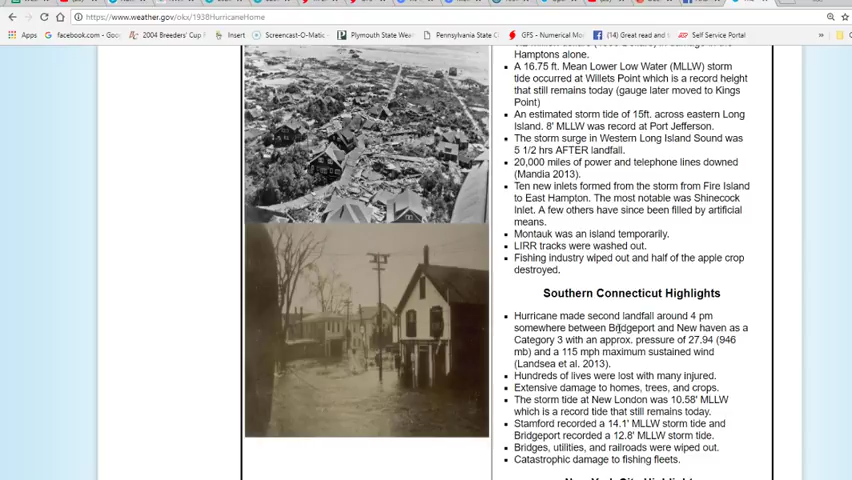 https://www.weather.gov/okx/1938HurricaneHome
Apps
facebook.com - Goog
2004 Breeders' Cup F
Insert
Screencast-O-Matic -
Plymouth State Weat
Pennsylvania State C
GFS - Numerical Mo
(14) Great read and s
Self Service Portal
Hamptons alone.
A 16.75 ft. Mean Lower Low Water (MLLW) storm
tide occurred at Willets Point which is a record height
that still remains today (gauge later moved to Kings
Point)
An estimated storm tide of 15ft. across eastern Long
Island. 8' MLLW was record at Port Jefferson.
The storm surge in Western Long Island Sound was
5 1/2 hrs AFTER landfall.
20,000 miles of power and telephone lines downed
(Mandia 2013).
Ten new inlets formed from the storm from Fire Island
to East Hampton. The most notable was Shinecock
Inlet. A few others have since been filled by artificial
means.
Montauk was an island temporarily.
LIRR tracks were washed out.
Fishing industry wiped out and half of the apple crop
destroyed.
Southern Connecticut Highlights
Hurricane made second landfall around 4 pm
somewhere between Bridgeport and New haven as a
Category 3 with an approx. pressure of 27.94 (946
mb) and a 115 mph maximum sustained wind
(Landsea et al. 2013).
Hundreds of lives were lost with many injured.
Extensive damage to homes, trees, and crops.
The storm tide at New London was 10.58' MLLW
which is a record tide that still remains today.
Stamford recorded a 14.1' MLLW storm tide and
Bridgeport recorded a 12.8' MLLW storm tide.
Bridges, utilities, and railroads were wiped out.
Catastrophic damage to fishing fleets.